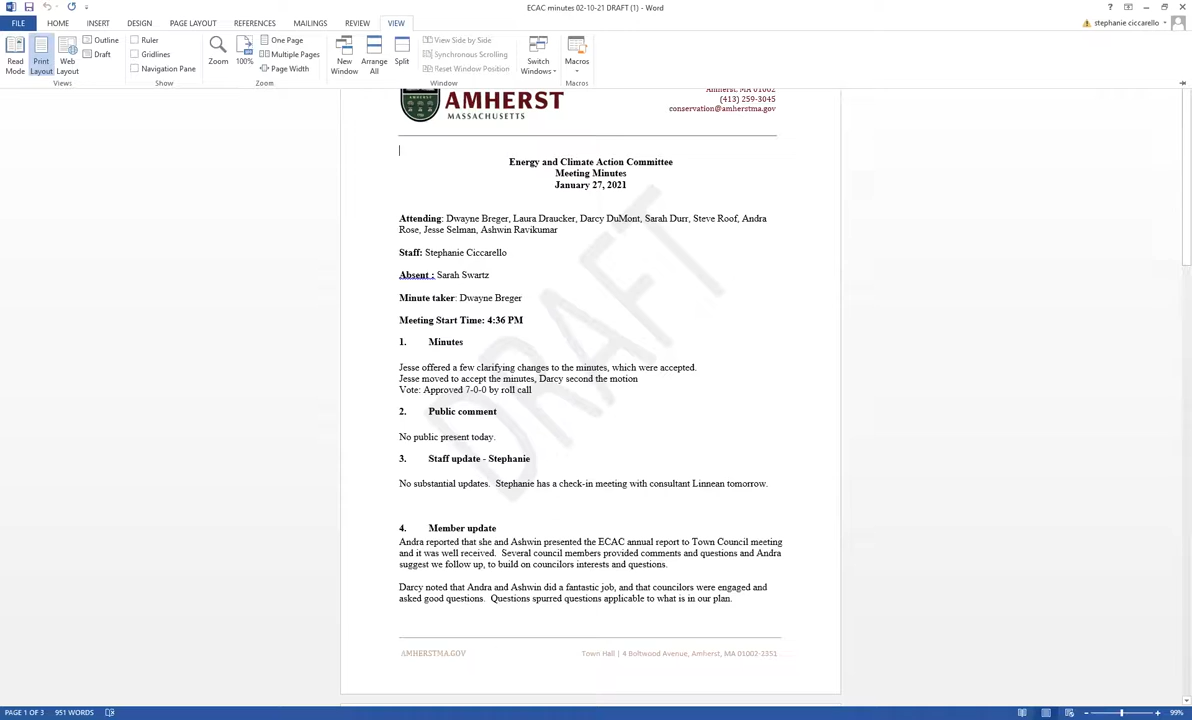 ECAC minutes 02-10-21 DRAFT (1) - Word
FILE HOME INSERT DESIGN PAGE LAYOUT REFERENCES MAILINGS REVIEW VIEW stephanie ciccarello
Read Mode
Print Layout
Web Layout
Outline
Draft
Views
Ruler
Gridlines
Navigation Pane
Show
Zoom
100%
One Page
Multiple Pages
Page Width
Zoom
New Window
Arrange All
Split
View Side by Side
Synchronous Scrolling
Reset Window Position
Window
Switch Windows
Macros
Macros
AMHERST
MASSACHUSETTS
Amherst, MA 01002
(413) 259-3045
conservation@amherstma.gov
Energy and Climate Action Committee
Meeting Minutes
January 27, 2021
Attending: Dwayne Breger, Laura Draucker, Darcy DuMont, Sarah Durr, Steve Roof, Andra
Rose, Jesse Selman, Ashwin Ravikumar
Staff: Stephanie Ciccarello
Absent : Sarah Swartz
Minute taker: Dwayne Breger
Meeting Start Time: 4:36 PM
1. Minutes
Jesse offered a few clarifying changes to the minutes, which were accepted.
Jesse moved to accept the minutes, Darcy second the motion
Vote: Approved 7-0-0 by roll call
2. Public comment
No public present today.
3. Staff update - Stephanie
No substantial updates.  Stephanie has a check-in meeting with consultant Linnean tomorrow.
4. Member update
Andra reported that she and Ashwin presented the ECAC annual report to Town Council meeting
and it was well received.  Several council members provided comments and questions and Andra
suggest we follow up, to build on councilors interests and questions.
Darcy noted that Andra and Ashwin did a fantastic job, and that councilors were engaged and
asked good questions.  Questions spurred questions applicable to what is in our plan.
DRAFT
AMHERSTMA.GOV
Town Hall | 4 Boltwood Avenue, Amherst, MA 01002-2351
PAGE 1 OF 3 951 WORDS
99%